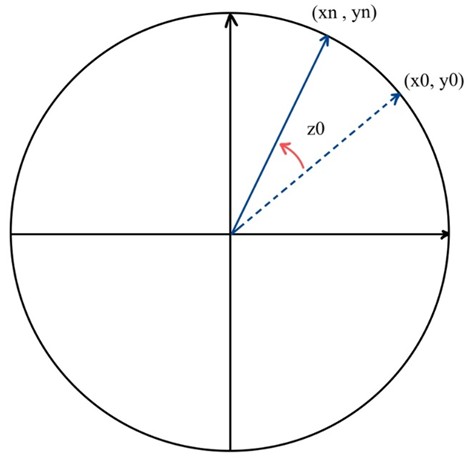 (xn , yn)
(x0, y0)
z0